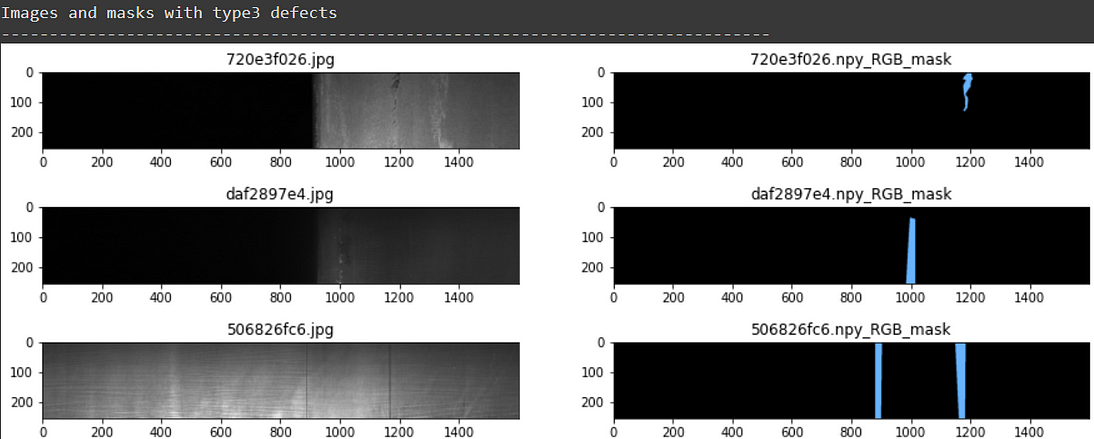 Images and masks with type3 defects
--------------------------------------------------------------------------------
720e3f026.jpg 720e3f026.npy_RGB_mask
0 0
100 100
200 200
0 200 400 600 800 1000 1200 1400 0 200 400 600 800 1000 1200 1400
daf2897e4.jpg daf2897e4.npy_RGB_mask
0 0
100 100
200 200
0 200 400 600 800 1000 1200 1400 0 200 400 600 800 1000 1200 1400
506826fc6.jpg 506826fc6.npy_RGB_mask
0 0
100 100
200 200
0 200 400 600 800 1000 1200 1400 0 200 400 600 800 1000 1200 1400